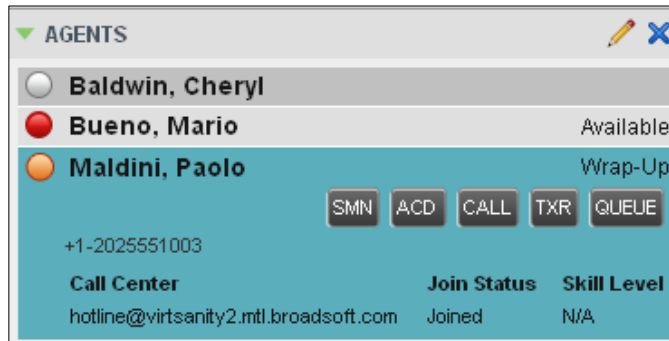 AGENTS
Baldwin, Cheryl
Bueno, Mario Available
Maldini, Paolo Wrap-Up
SMN ACD CALL TXR QUEUE
+1-2025551003
Call Center Join Status Skill Level
hotline@virtsanity2.mtl.broadsoft.com Joined N/A